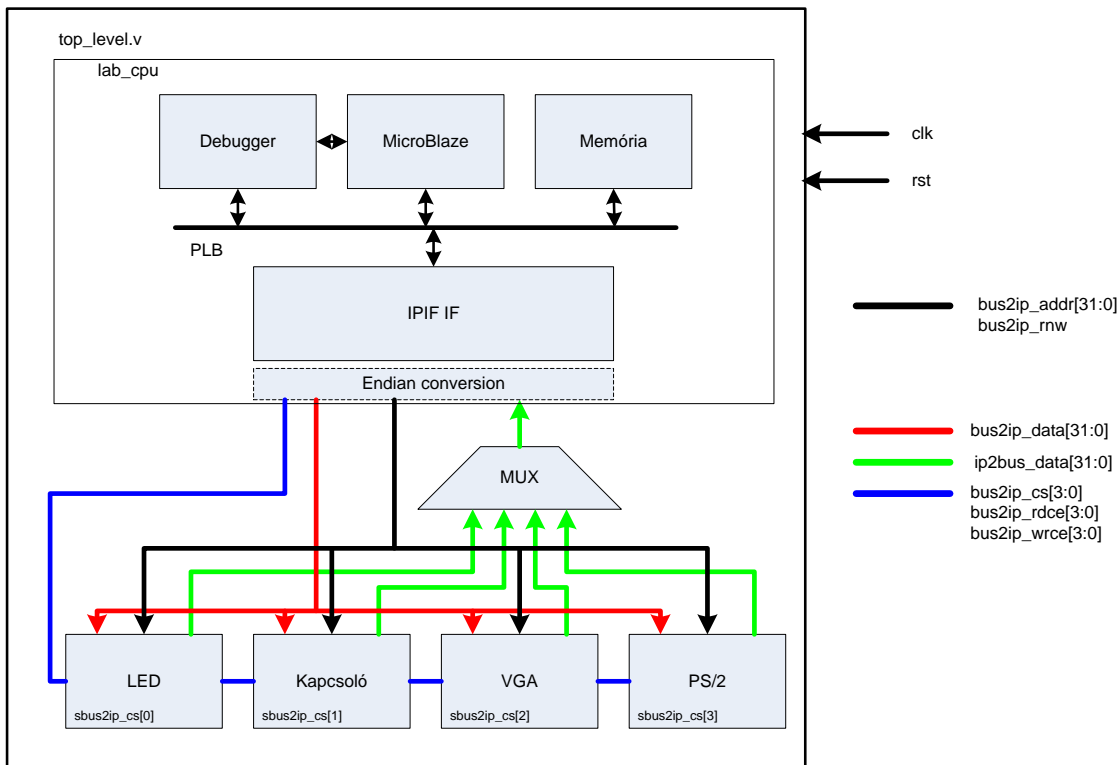 top_level.v
lab_cpu
Debugger
MicroBlaze
Memória
clk
rst
PLB
IPIF IF
bus2ip_addr[31:0]
bus2ip_rnw
Endian conversion
bus2ip_data[31:0]
ip2bus_data[31:0]
MUX
bus2ip_cs[3:0]
bus2ip_rdce[3:0]
bus2ip_wrce[3:0]
LED
Kapcsoló
VGA
PS/2
sbus2ip_cs[0]
sbus2ip_cs[1]
sbus2ip_cs[2]
sbus2ip_cs[3]